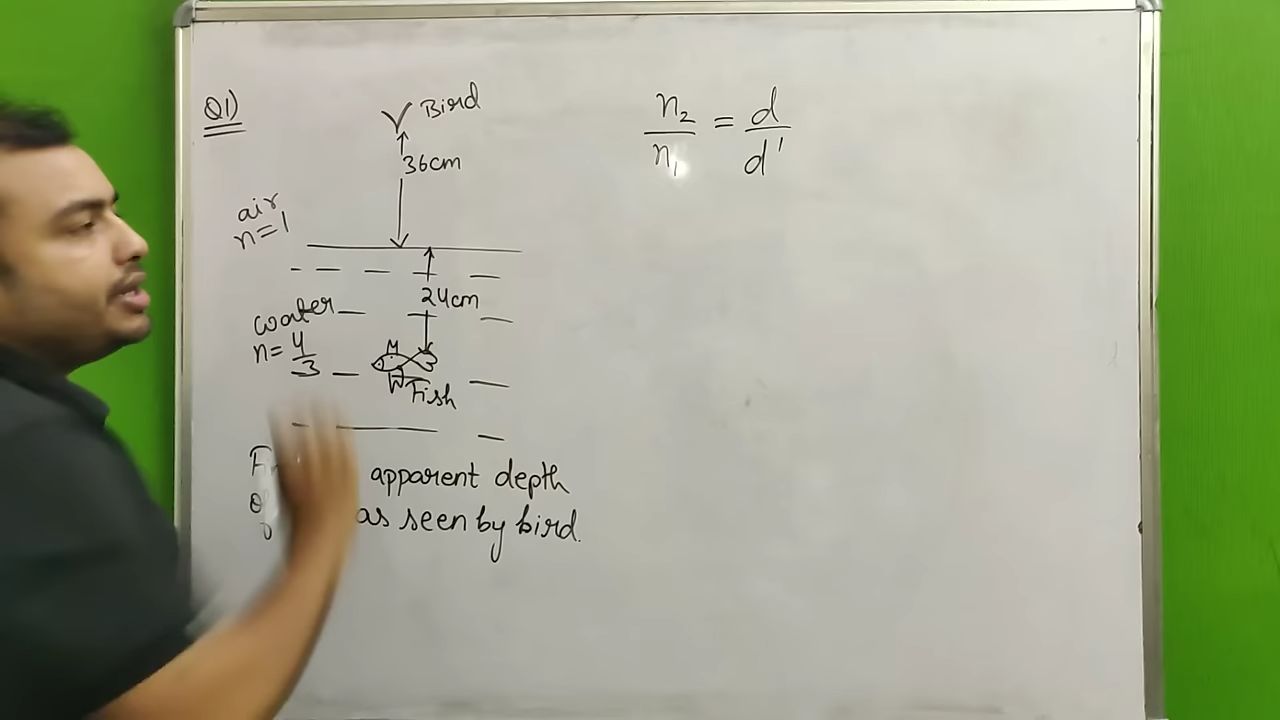 Q1)
Bird
36cm
air
n=1
24cm
water
n=4/3
Fish
apparent depth
as seen by bird.
n₂/n₁ = d/d'